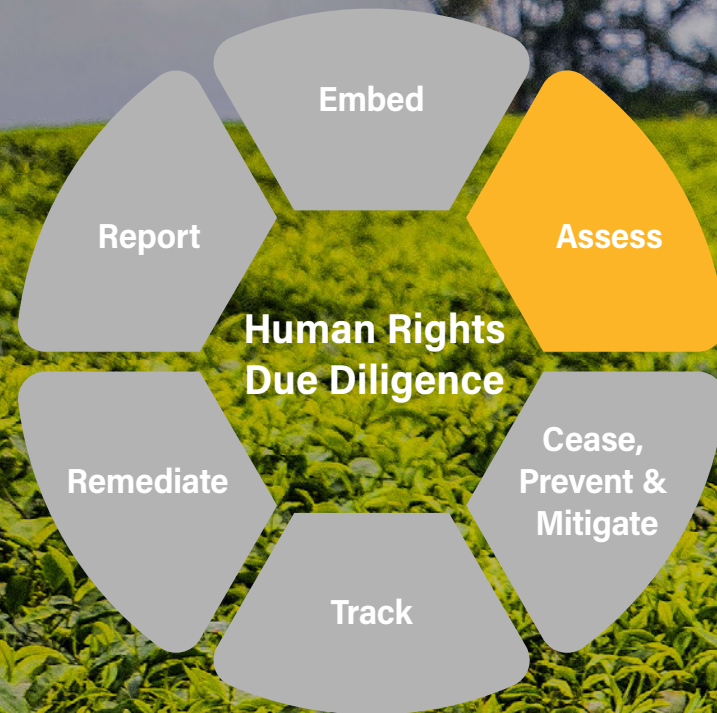 Embed
Assess
Cease,
Prevent &
Mitigate
Track
Remediate
Report
Human Rights
Due Diligence